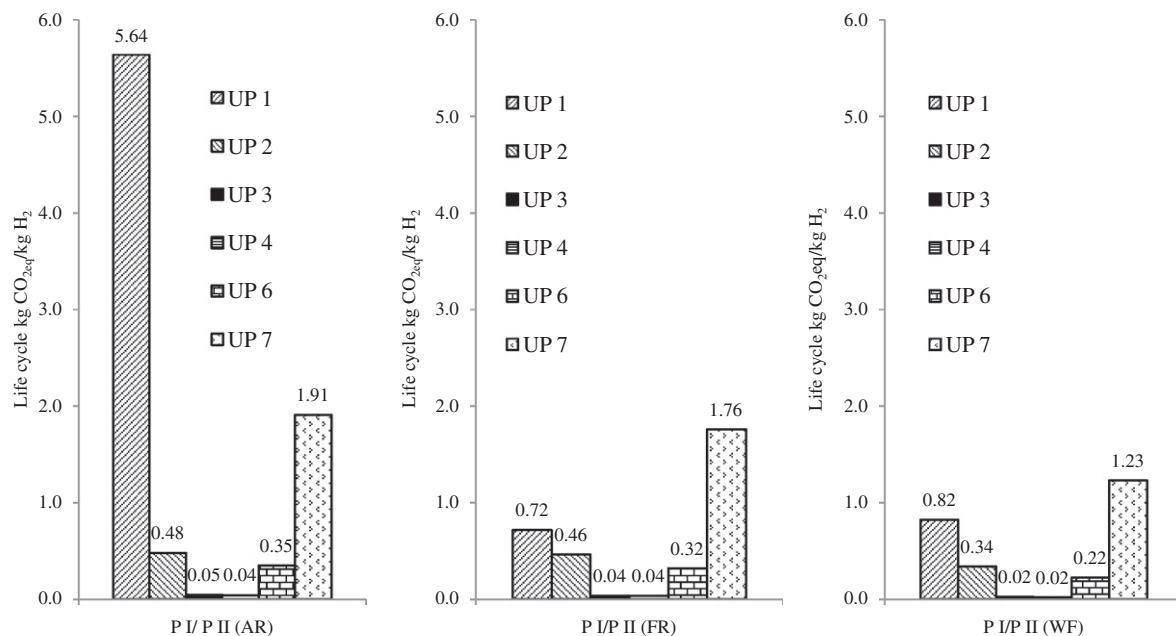 Life cycle kg CO2eq/kg H2
6.0
5.0
4.0
3.0
2.0
1.0
0.0
5.64
0.48
0.05
0.04
0.35
1.91
UP 1
UP 2
UP 3
UP 4
UP 6
UP 7
P I/ P II (AR)
Life cycle kg CO2eq/kg H2
6.0
5.0
4.0
3.0
2.0
1.0
0.0
0.72
0.46
0.04
0.04
0.32
1.76
UP 1
UP 2
UP 3
UP 4
UP 6
UP 7
P I/P II (FR)
Life cycle kg CO2eq/kg H2
6.0
5.0
4.0
3.0
2.0
1.0
0.0
0.82
0.34
0.02
0.02
0.22
1.23
UP 1
UP 2
UP 3
UP 4
UP 6
UP 7
P I/P II (WF)